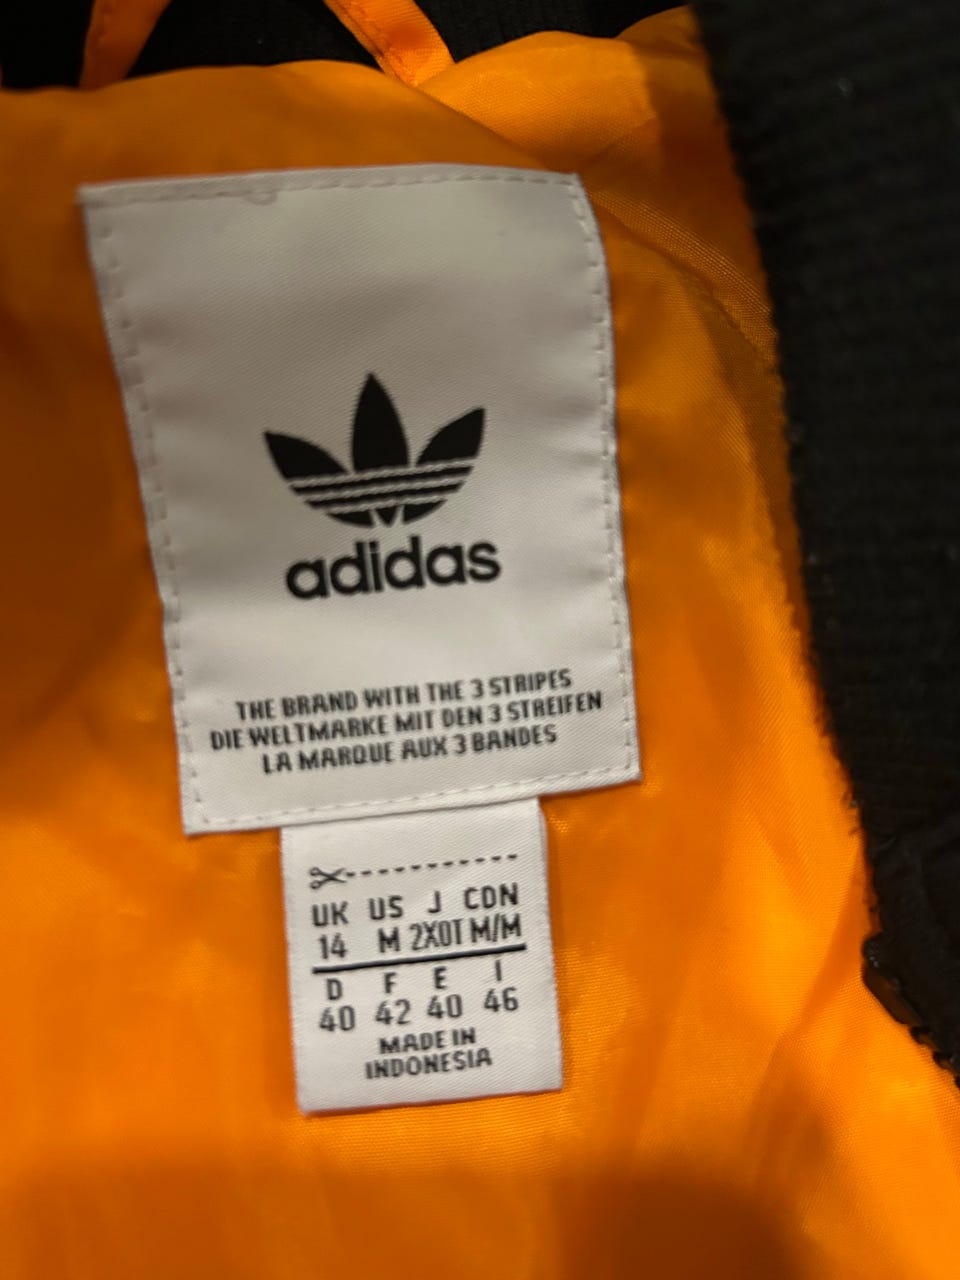 adidas
THE BRAND WITH THE 3 STRIPES
DIE WELTMARKE MIT DEN 3 STREIFEN
LA MARQUE AUX 3 BANDES
UK US J CDN
14 M 2XOT M/M
D F E I
40 42 40 46
MADE IN
INDONESIA